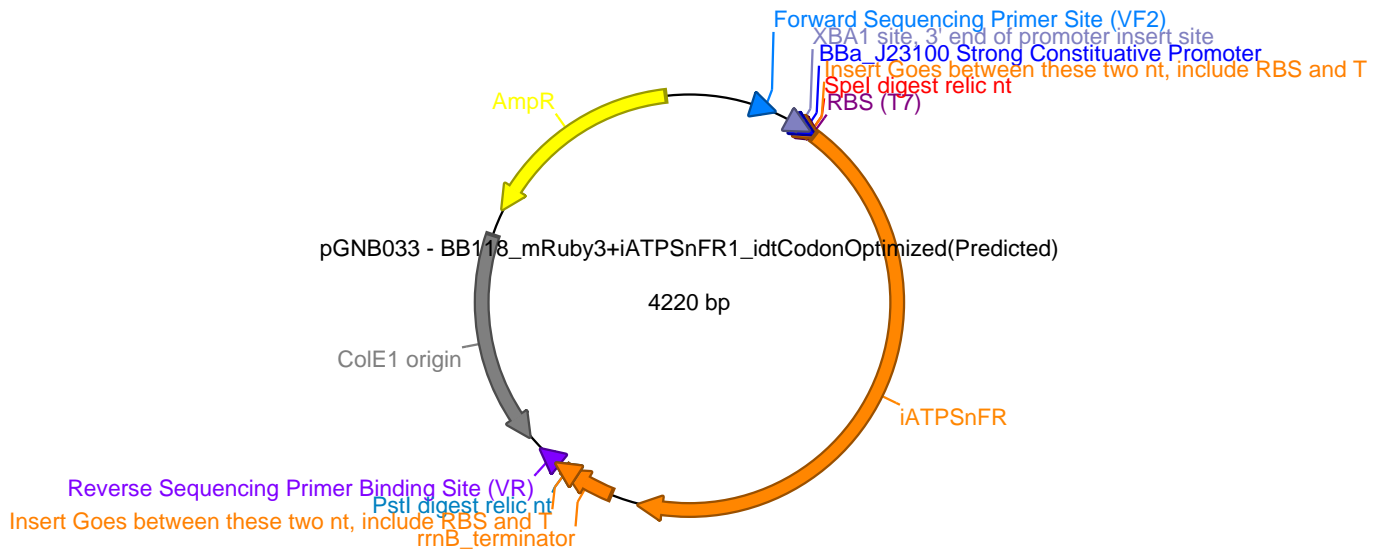 Forward Sequencing Primer Site (VF2)
XBA1 site, 3' end of promoter insert site
BBa_J23100 Strong Constituative Promoter
Insert Goes between these two nt, include RBS and T
SpeI digest relic nt
RBS (T7)
AmpR
pGNB033 - BB118_mRuby3+iATPSnFR1_idtCodonOptimized(Predicted)
4220 bp
ColE1 origin
iATPSnFR
Reverse Sequencing Primer Binding Site (VR)
PstI digest relic nt
Insert Goes between these two nt, include RBS and T
rrnB_terminator